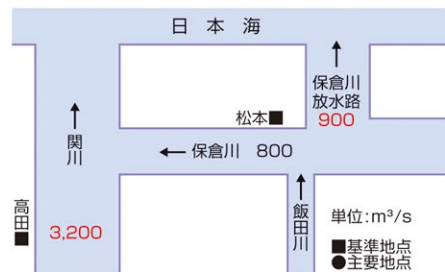 日本海
保倉川
放水路
900
松本■
関川
← 保倉川 800
高田■
3,200
飯田川
単位:m³/s
■基準地点
●主要地点